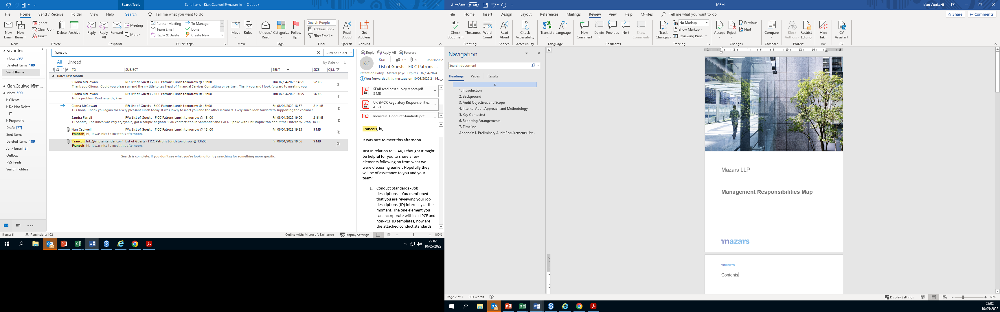 Search Tools
Sent Items - Kian.Caulwell@mazars.ie - Outlook
File Home Send / Receive Folder View Help Search Tell me what you want to do
New Email
New Items
Ignore
Clean Up
Junk
Delete
Archive
Reply
Reply All
Forward
Meeting
More
Partner Meeting
Team Email
Reply & Delete
To Manager
Done
Create New
Move
Rules
Unread/ Read
Categorize
Follow Up
Search People
Address Book
Filter Email
Read Aloud
Get Add-ins
Delete Respond Quick Steps Move Tags Find Speech Add-ins
Favorites
Inbox 590
Deleted Items 189
Sent Items
Kian.Caulwell@m...
Inbox 590
Clients
Do Not Delete
IT
Proposals
Drafts [77]
Sent Items
Deleted Items 189
Junk Email [3]
Outbox
RSS Feeds
Search Folders
francois
Current Folder
All Unread
By Date
TO SUBJECT SENT SIZE
Date: Last Month
'Cliona McGowan' RE: List of Guests - FICC Patrons Lunch tomorrow @ 13h00 Thu 07/04/2022 14:51 52 KB
Thank you Cliona, Could you please amend the my title to say Head of Financial Services Consulting or partner. Thank you and I look forward to meeting you
'Cliona McGowan' RE: List of Guests - FICC Patrons Lunch tomorrow @ 13h00 Thu 07/04/2022 14:55 56 KB
Not a problem. Kind regards, Kian
Cliona McGowan RE: List of Guests - FICC Patrons Lunch tomorrow @ 13h00 Fri 08/04/2022 18:57 214 KB
Hi Cliona, Thank you again for a very pleasant lunch today. It was lovely to meet you and the other members. I very much look forward to supporting the chamber
Sandra Farrell FW: List of Guests - FICC Patrons Lunch tomorrow @ 13h00 Fri 08/04/2022 19:00 216 KB
Hi Sandra, The lunch was very enjoyable, got a couple of good SEAR contacts too in Santander and CACI. Spoke with Christophe too about the Fintech WG too, so I'll
Kian Caulwell FW: List of Guests - FICC Patrons Lunch tomorrow @ 13h00 Fri 08/04/2022 19:23 9 MB
Francois, hi, It was nice to meet this afternoon.
'Francois.Tritz@cnpsantander.com' List of Guests - FICC Patrons Lunch tomorrow @ 13h00 Fri 08/04/2022 19:56 9 MB
Francois, hi, It was nice to meet this afternoon.
Search is complete. If you don't see what you're looking for, try searching for something more specific.
Reply Reply All Forward
KC
Kiar
1 4 08/04/2022
List of Guests - FICC Patrons ...
Retention Policy Mazars (2 ye Expires 07/04/2024
You forwarded this message on 10/05/2022 21:16.
SEAR readiness survey report.pdf
8 MB
UK SMCR Regulatory Responsibilitie...
416 KB
Individual Conduct Standards.pdf
Francois, hi,
It was nice to meet this afternoon.
Just in relation to SEAR, I thought it might
be helpful for you to share a few
elements following on from what we
were discussing earlier. Hopefully they
will be of assistance to you and your
team:
1. Conduct Standards - Job
descriptions - You mentioned
that you are reviewing your job
descriptions (JD) internally at the
moment. The one element you
can incorporate within all PCF and
non-PCF JD templates, now are
the attached conduct standards
Items: 6 Reminders: 102 Online with: Microsoft Exchange Display Settings 100%
22:02
10/05/2022
AutoSave Off MRM Kian Caulwell
File Home Insert Design Layout References Mailings Review View Help M-Files Tell me what you want to do Share Comments
abc
Check Document
Thesaurus
Word Count
123
Read Aloud
Check Accessibility
Translate
Language
New Comment
Delete
Previous
Next
Show Comments
Track Changes
No Markup
Show Markup
Reviewing Pane
Accept
Reject
Previous
Next
Compare
Block Authors
Restrict Editing
Hide Ink
CV Assistant
Proofing Speech Accessibility Language Comments Tracking Changes Compare Protect Ink CV
Navigation
Search document
Headings Pages Results
1. Introduction
2. Background
3. Audit Objectives and Scope
4. Internal Audit Approach and Methodology
5. Key Contact(s)
6. Reporting Arrangements
7. Timeline
Appendix 1. Preliminary Audit Requirements List...
2 2 4 6 8 10 12 14 18
Mazars LLP
Management Responsibilities Map
mazars
mazars
Contents
Page 2 of 7 963 words Display Settings 60%
22:02
10/05/2022